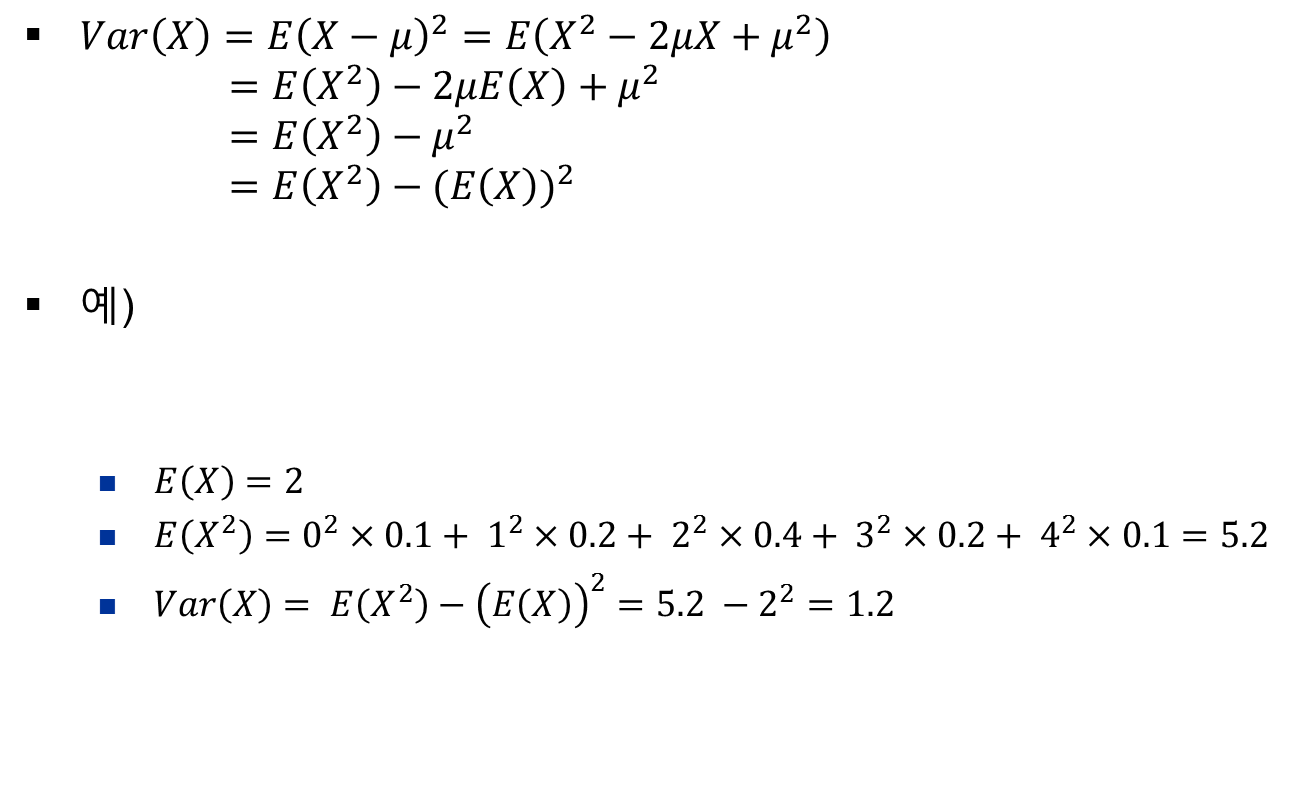 ▪ Var(X) = E(X − μ)² = E(X² − 2μX + μ²)
= E(X²) − 2μE(X) + μ²
= E(X²) − μ²
= E(X²) − (E(X))²
▪ 예)
▪ E(X) = 2
▪ E(X²) = 0² × 0.1 + 1² × 0.2 + 2² × 0.4 + 3² × 0.2 + 4² × 0.1 = 5.2
▪ Var(X) = E(X²) − (E(X))² = 5.2 − 2² = 1.2